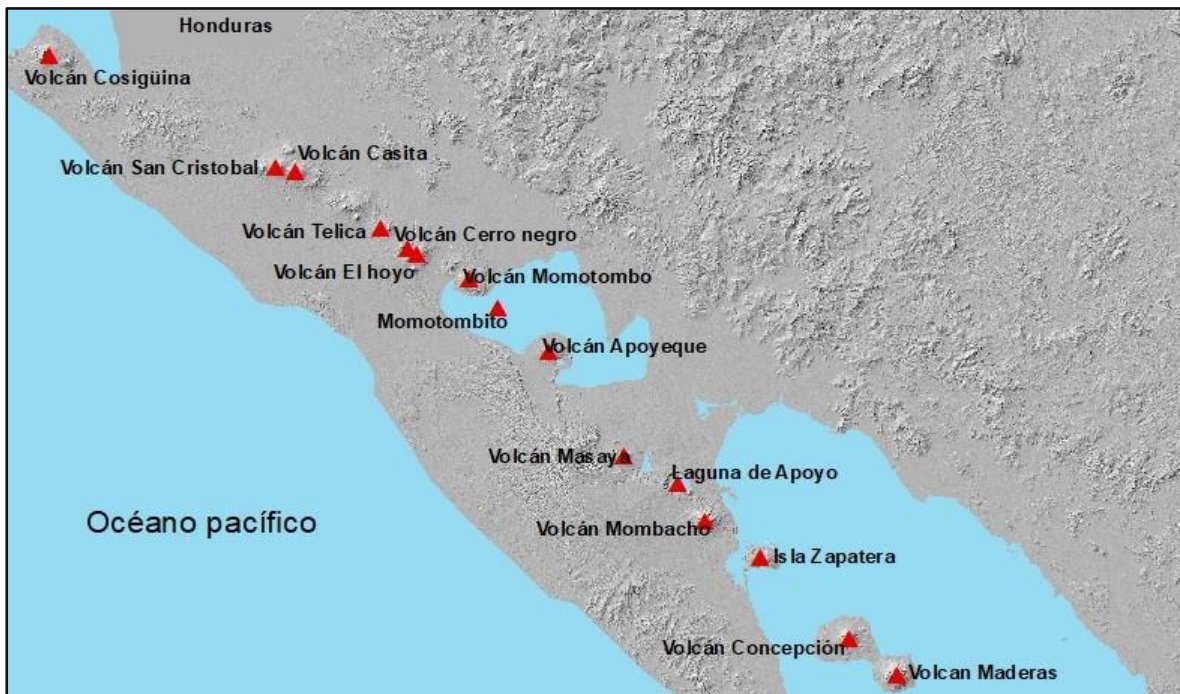 Honduras
Volcán Cosigüina
Volcán Casita
Volcán San Cristobal
Volcán Telica
Volcán Cerro negro
Volcán El hoyo
Volcán Momotombo
Momotombito
Volcán Apoyeque
Volcán Masaya
Laguna de Apoyo
Océano pacífico
Volcán Mombacho
Isla Zapatera
Volcán Concepción
Volcan Maderas